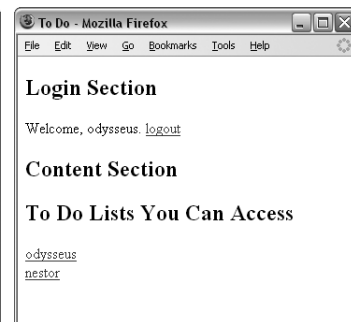 To Do - Mozilla Firefox
File Edit View Go Bookmarks Tools Help
Login Section
Welcome, odysseus. logout
Content Section
To Do Lists You Can Access
odysseus
nestor